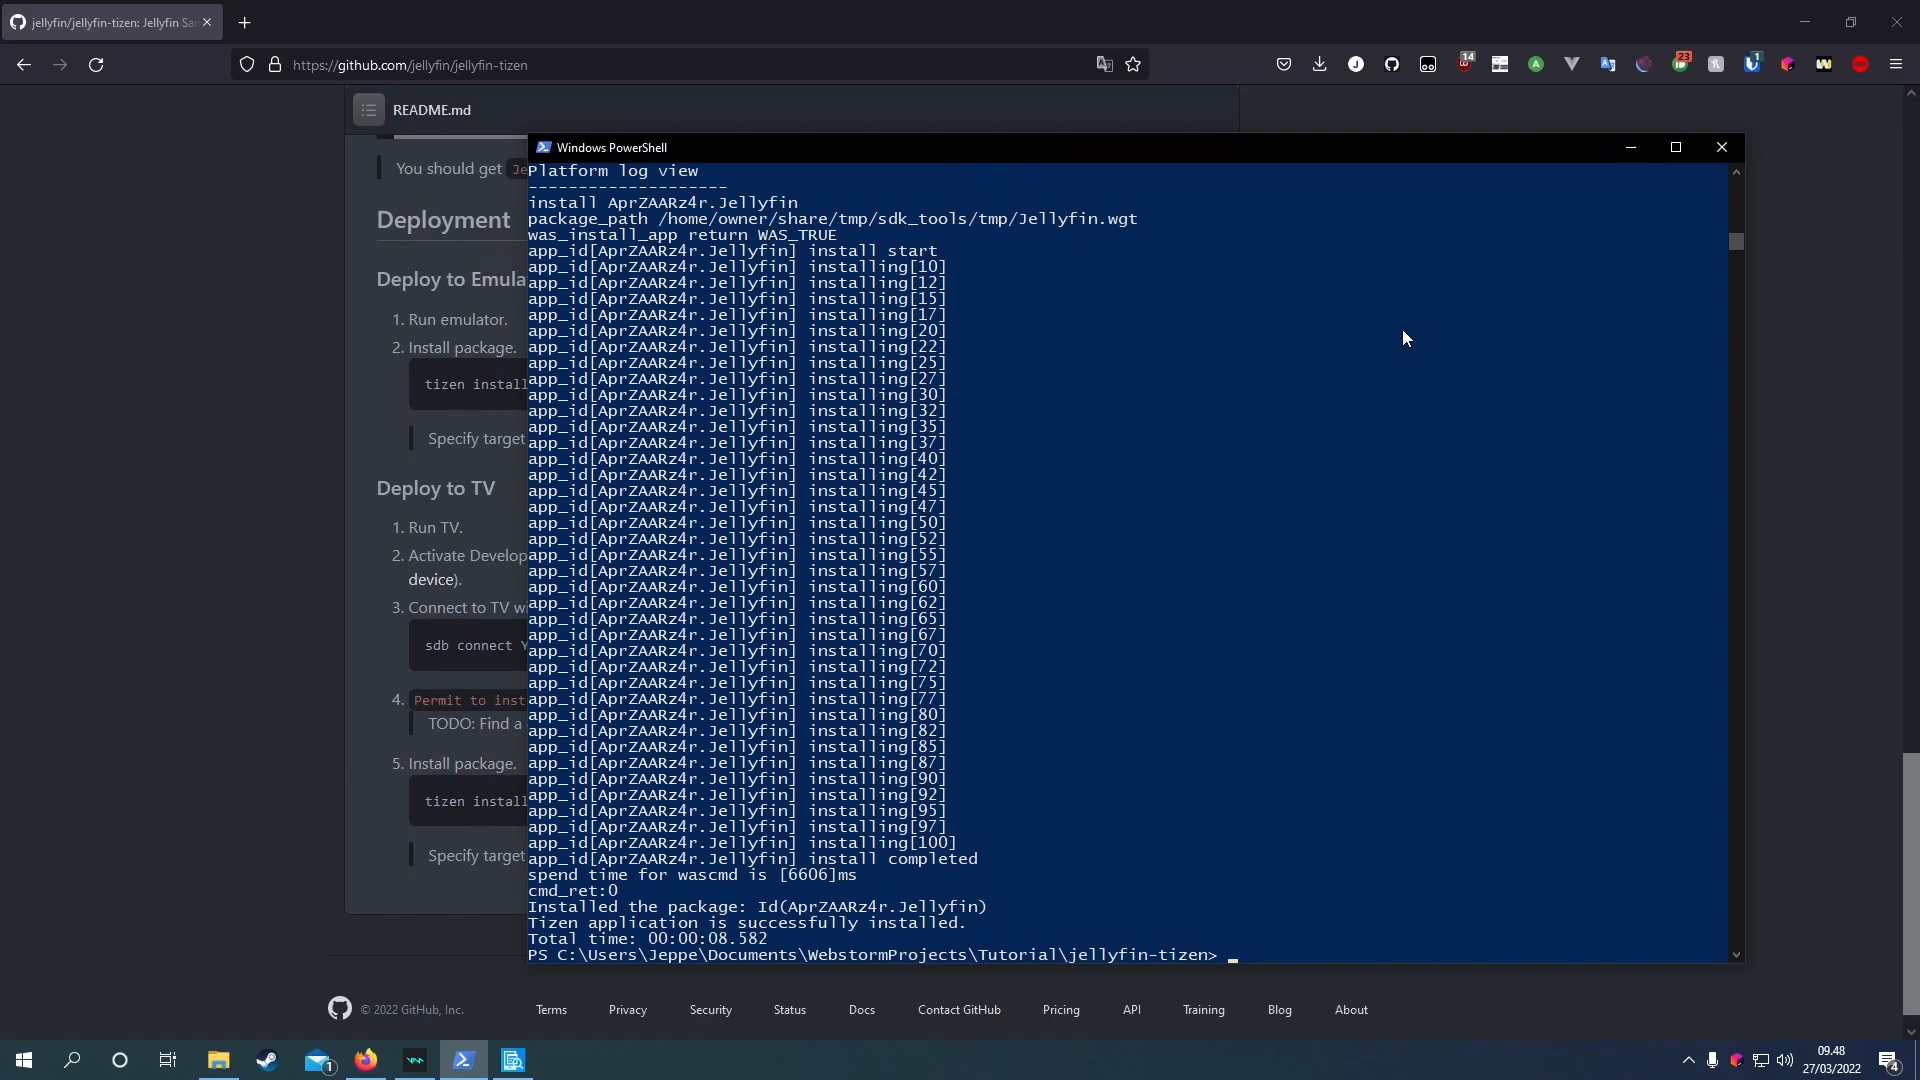 jellyfin/jellyfin-tizen: Jellyfin Sa
https://github.com/jellyfin/jellyfin-tizen
14
23
1
README.md
You should get Je
Deployment
Deploy to Emula
1. Run emulator.
2. Install package.
tizen install
Specify target
Deploy to TV
1. Run TV.
2. Activate Develop
device).
3. Connect to TV wi
sdb connect Y
4. Permit to inst
TODO: Find a
5. Install package.
tizen install
Specify target
Windows PowerShell
Platform log view
--------------------
install AprZAARz4r.Jellyfin
package_path /home/owner/share/tmp/sdk_tools/tmp/Jellyfin.wgt
was_install_app return WAS_TRUE
app_id[AprZAARz4r.Jellyfin] install start
app_id[AprZAARz4r.Jellyfin] installing[10]
app_id[AprZAARz4r.Jellyfin] installing[12]
app_id[AprZAARz4r.Jellyfin] installing[15]
app_id[AprZAARz4r.Jellyfin] installing[17]
app_id[AprZAARz4r.Jellyfin] installing[20]
app_id[AprZAARz4r.Jellyfin] installing[22]
app_id[AprZAARz4r.Jellyfin] installing[25]
app_id[AprZAARz4r.Jellyfin] installing[27]
app_id[AprZAARz4r.Jellyfin] installing[30]
app_id[AprZAARz4r.Jellyfin] installing[32]
app_id[AprZAARz4r.Jellyfin] installing[35]
app_id[AprZAARz4r.Jellyfin] installing[37]
app_id[AprZAARz4r.Jellyfin] installing[40]
app_id[AprZAARz4r.Jellyfin] installing[42]
app_id[AprZAARz4r.Jellyfin] installing[45]
app_id[AprZAARz4r.Jellyfin] installing[47]
app_id[AprZAARz4r.Jellyfin] installing[50]
app_id[AprZAARz4r.Jellyfin] installing[52]
app_id[AprZAARz4r.Jellyfin] installing[55]
app_id[AprZAARz4r.Jellyfin] installing[57]
app_id[AprZAARz4r.Jellyfin] installing[60]
app_id[AprZAARz4r.Jellyfin] installing[62]
app_id[AprZAARz4r.Jellyfin] installing[65]
app_id[AprZAARz4r.Jellyfin] installing[67]
app_id[AprZAARz4r.Jellyfin] installing[70]
app_id[AprZAARz4r.Jellyfin] installing[72]
app_id[AprZAARz4r.Jellyfin] installing[75]
app_id[AprZAARz4r.Jellyfin] installing[77]
app_id[AprZAARz4r.Jellyfin] installing[80]
app_id[AprZAARz4r.Jellyfin] installing[82]
app_id[AprZAARz4r.Jellyfin] installing[85]
app_id[AprZAARz4r.Jellyfin] installing[87]
app_id[AprZAARz4r.Jellyfin] installing[90]
app_id[AprZAARz4r.Jellyfin] installing[92]
app_id[AprZAARz4r.Jellyfin] installing[95]
app_id[AprZAARz4r.Jellyfin] installing[97]
app_id[AprZAARz4r.Jellyfin] installing[100]
app_id[AprZAARz4r.Jellyfin] install completed
spend time for wascmd is [6606]ms
cmd_ret:0
Installed the package: Id(AprZAARz4r.Jellyfin)
Tizen application is successfully installed.
Total time: 00:00:08.582
PS C:\Users\Jeppe\Documents\WebstormProjects\Tutorial\jellyfin-tizen>
© 2022 GitHub, Inc. Terms Privacy Security Status Docs Contact GitHub Pricing API Training Blog About
1
09.48
27/03/2022
4